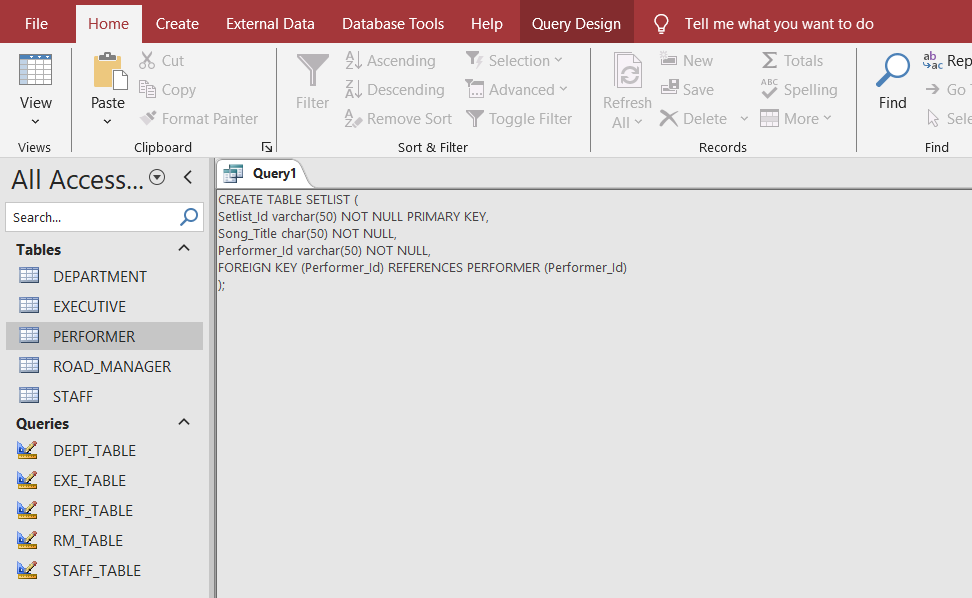 File Home Create External Data Database Tools Help Query Design Tell me what you want to do
View
Views
Paste
Cut
Copy
Format Painter
Clipboard
Filter
Ascending
Descending
Remove Sort
Selection
Advanced
Toggle Filter
Sort & Filter
Refresh
All
New
Save
Delete
Totals
Spelling
More
Records
Find
Rep
Go
Sele
Find
All Access...
Search...
Tables
DEPARTMENT
EXECUTIVE
PERFORMER
ROAD_MANAGER
STAFF
Queries
DEPT_TABLE
EXE_TABLE
PERF_TABLE
RM_TABLE
STAFF_TABLE
Query1
CREATE TABLE SETLIST (
Setlist_Id varchar(50) NOT NULL PRIMARY KEY,
Song_Title char(50) NOT NULL,
Performer_Id varchar(50) NOT NULL,
FOREIGN KEY (Performer_Id) REFERENCES PERFORMER (Performer_Id)
);